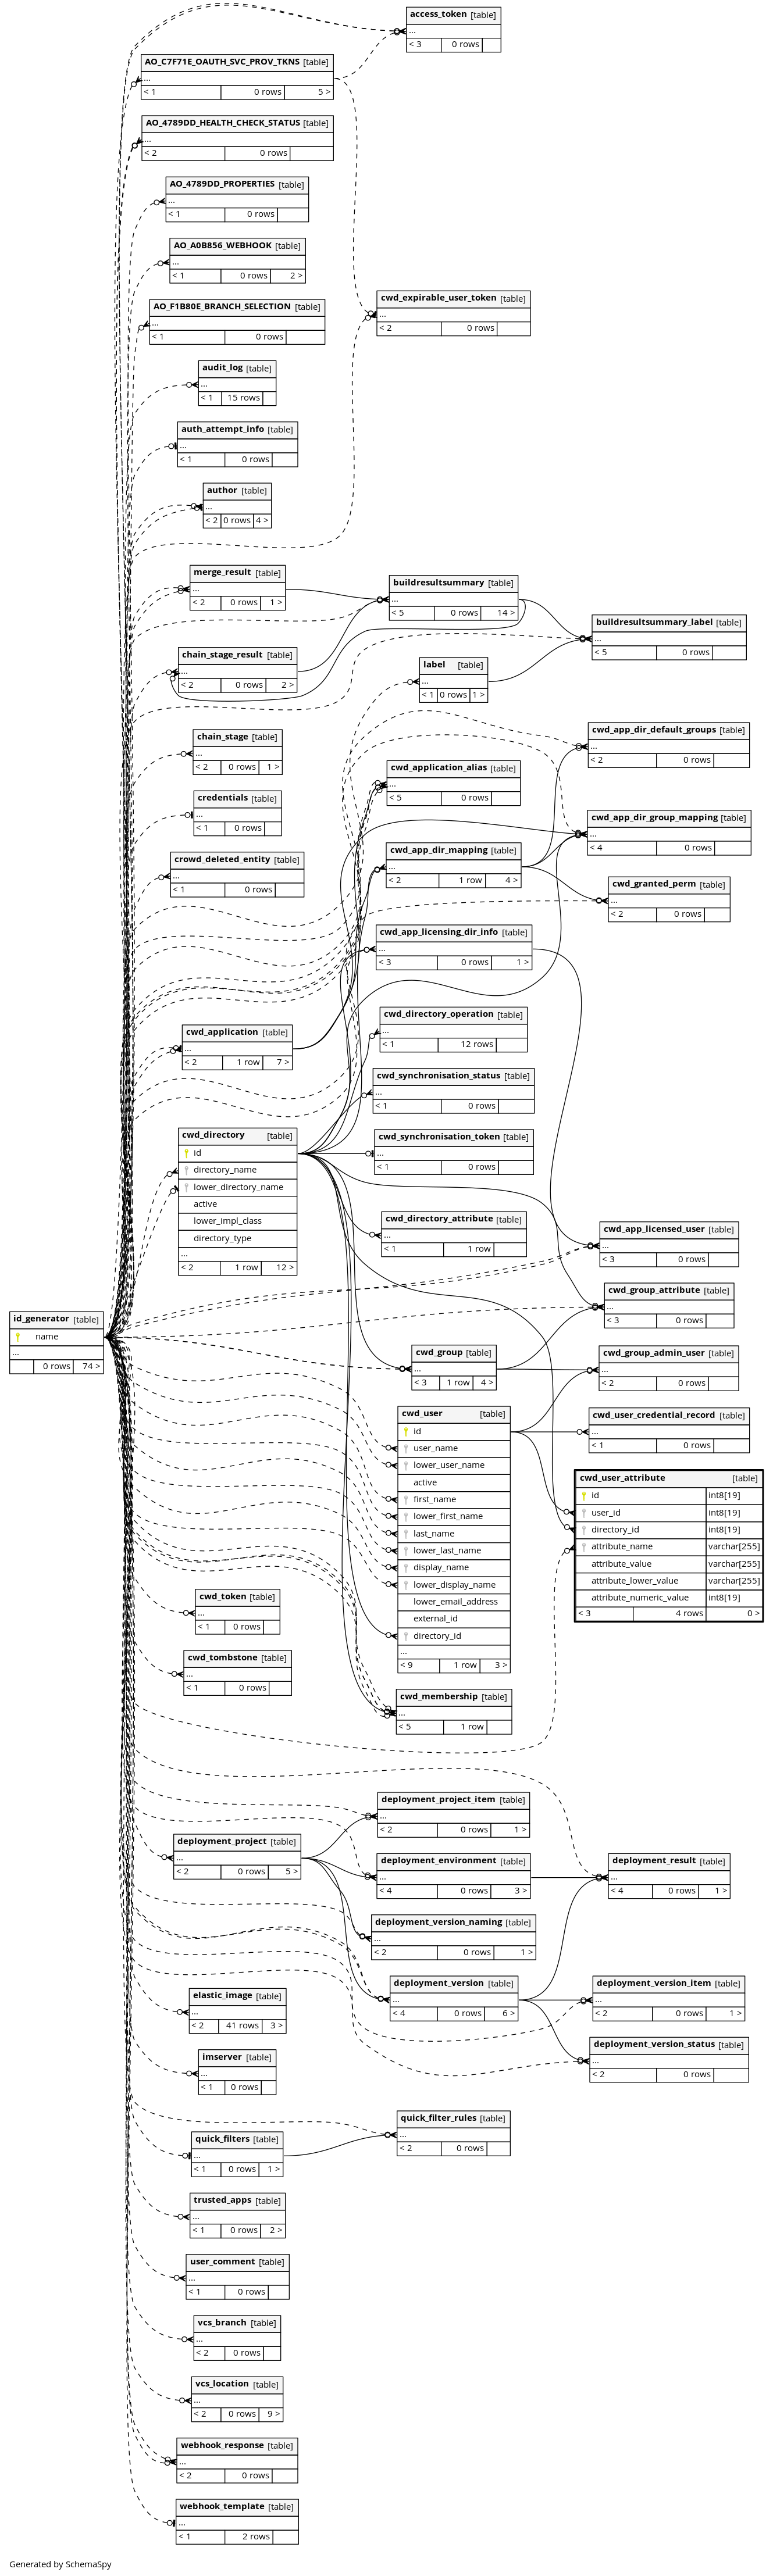 access_token [table]
...
< 3 0 rows
AO_C7F71E_OAUTH_SVC_PROV_TKNS [table]
...
< 1 0 rows 5 >
AO_4789DD_HEALTH_CHECK_STATUS [table]
...
< 2 0 rows
AO_4789DD_PROPERTIES [table]
...
< 1 0 rows
AO_A0B856_WEBHOOK [table]
...
< 1 0 rows 2 >
cwd_expirable_user_token [table]
...
< 2 0 rows
AO_F1B80E_BRANCH_SELECTION [table]
...
< 1 0 rows
audit_log [table]
...
< 1 15 rows
auth_attempt_info [table]
...
< 1 0 rows
author [table]
...
< 2 0 rows 4 >
merge_result [table]
...
< 2 0 rows 1 >
buildresultsummary [table]
...
< 5 0 rows 14 >
buildresultsummary_label [table]
...
< 5 0 rows
chain_stage_result [table]
...
< 2 0 rows 2 >
label [table]
...
< 1 0 rows 1 >
chain_stage [table]
...
< 2 0 rows 1 >
cwd_app_dir_default_groups [table]
...
< 2 0 rows
credentials [table]
...
< 1 0 rows
cwd_application_alias [table]
...
< 5 0 rows
cwd_app_dir_group_mapping [table]
...
< 4 0 rows
crowd_deleted_entity [table]
...
< 1 0 rows
cwd_app_dir_mapping [table]
...
< 2 1 row 4 >
cwd_granted_perm [table]
...
< 2 0 rows
cwd_app_licensing_dir_info [table]
...
< 3 0 rows 1 >
cwd_application [table]
...
< 2 1 row 7 >
cwd_directory_operation [table]
...
< 1 12 rows
cwd_synchronisation_status [table]
...
< 1 0 rows
cwd_directory [table]
id
directory_name
lower_directory_name
active
lower_impl_class
directory_type
...
< 2 1 row 12 >
cwd_synchronisation_token [table]
...
< 1 0 rows
cwd_directory_attribute [table]
...
< 1 1 row
cwd_app_licensed_user [table]
...
< 3 0 rows
id_generator [table]
name
...
0 rows 74 >
cwd_group_attribute [table]
...
< 3 0 rows
cwd_group [table]
...
< 3 1 row 4 >
cwd_group_admin_user [table]
...
< 2 0 rows
cwd_user [table]
id
user_name
lower_user_name
active
first_name
lower_first_name
last_name
lower_last_name
display_name
lower_display_name
lower_email_address
external_id
directory_id
...
< 9 1 row 3 >
cwd_user_credential_record [table]
...
< 1 0 rows
cwd_user_attribute [table]
id int8[19]
user_id int8[19]
directory_id int8[19]
attribute_name varchar[255]
attribute_value varchar[255]
attribute_lower_value varchar[255]
attribute_numeric_value int8[19]
< 3 4 rows 0 >
cwd_token [table]
...
< 1 0 rows
cwd_tombstone [table]
...
< 1 0 rows
cwd_membership [table]
...
< 5 1 row
deployment_project_item [table]
...
< 2 0 rows 1 >
deployment_project [table]
...
< 2 0 rows 5 >
deployment_environment [table]
...
< 4 0 rows 3 >
deployment_result [table]
...
< 4 0 rows 1 >
deployment_version_naming [table]
...
< 2 0 rows 1 >
elastic_image [table]
...
< 2 41 rows 3 >
deployment_version [table]
...
< 4 0 rows 6 >
deployment_version_item [table]
...
< 2 0 rows 1 >
imserver [table]
...
< 1 0 rows
deployment_version_status [table]
...
< 2 0 rows
quick_filters [table]
...
< 1 0 rows 1 >
quick_filter_rules [table]
...
< 2 0 rows
trusted_apps [table]
...
< 1 0 rows 2 >
user_comment [table]
...
< 1 0 rows
vcs_branch [table]
...
< 2 0 rows
vcs_location [table]
...
< 2 0 rows 9 >
webhook_response [table]
...
< 2 0 rows
webhook_template [table]
...
< 1 2 rows
Generated by SchemaSpy